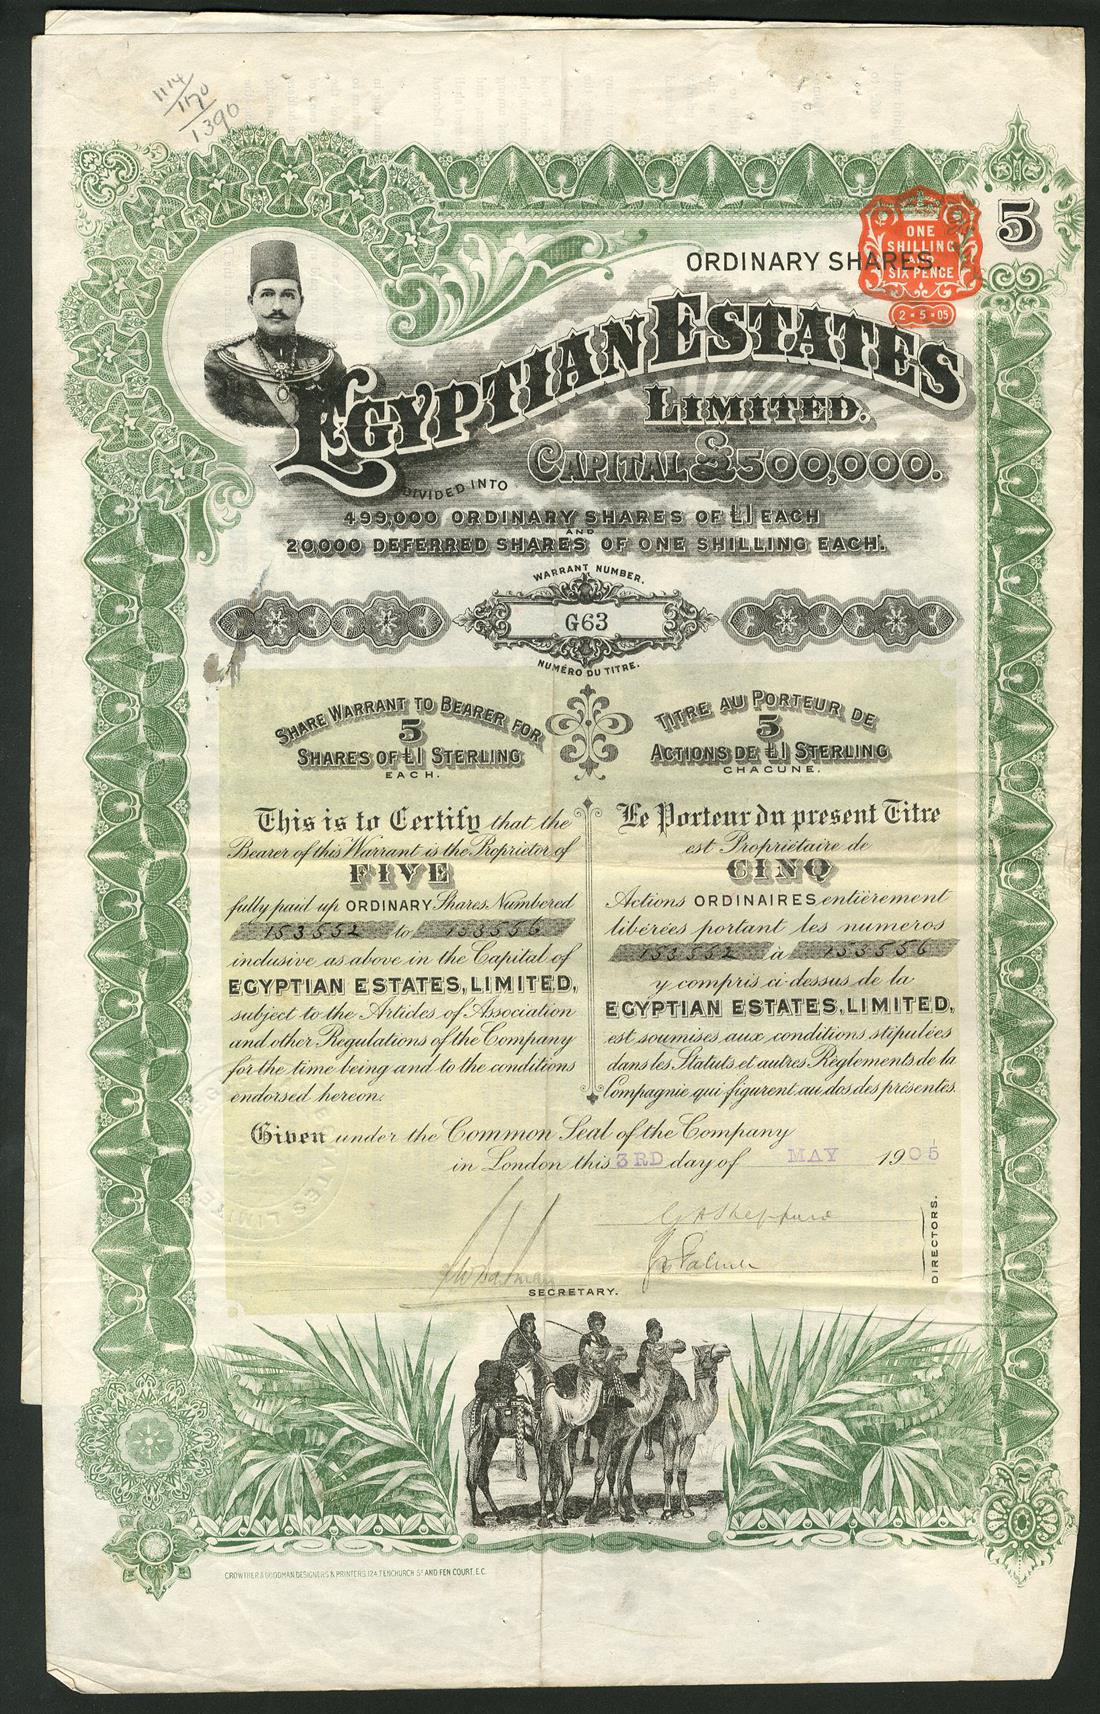 1114/
1170/
1390
5
ONE
SHILLING
AND
SIX PENCE
2·5·05
ORDINARY SHARES
EGYPTIAN ESTATES
LIMITED.
CAPITAL £500,000.
DIVIDED INTO
499,000 ORDINARY SHARES OF £1 EACH
AND
20000 DEFERRED SHARES OF ONE SHILLING EACH.
WARRANT NUMBER.
G63
NUMÉRO DU TITRE.
SHARE WARRANT TO BEARER FOR
5
SHARES OF £1 STERLING
EACH.
This is to Certify that the
Bearer of this Warrant is the Proprietor of
FIVE
fully paid up ORDINARY Shares Numbered
153552 to 153556
inclusive as above in the Capital of
EGYPTIAN ESTATES, LIMITED,
subject to the Articles of Association
and other Regulations of the Company
for the time being and to the conditions
endorsed hereon.
TITRE AU PORTEUR DE
5
ACTIONS DE £1 STERLING
CHACUNE.
Le Porteur du present Titre
est Propriétaire de
CINQ
Actions ORDINAIRES entièrement
libérées portant les numeros
153552 à 153556
y compris ci-dessus de la
EGYPTIAN ESTATES, LIMITED,
est soumises aux conditions stipulées
dans les Statuts et autres Règlements de la
Compagnie qui figurent au dos des présentes.
Given under the Common Seal of the Company
in London this 3RD day of MAY 1905
DIRECTORS.
SECRETARY.
CROWTHER & GOODMAN DESIGNERS & PRINTERS, 124, FENCHURCH ST AND FEN COURT, E.C.